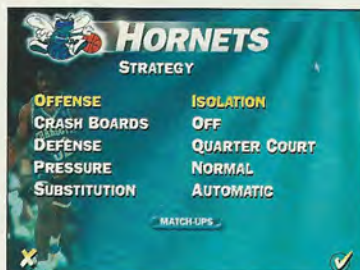 HORNETS
STRATEGY
OFFENSE ISOLATION
CRASH BOARDS OFF
DEFENSE QUARTER COURT
PRESSURE NORMAL
SUBSTITUTION AUTOMATIC
MATCH-UPS